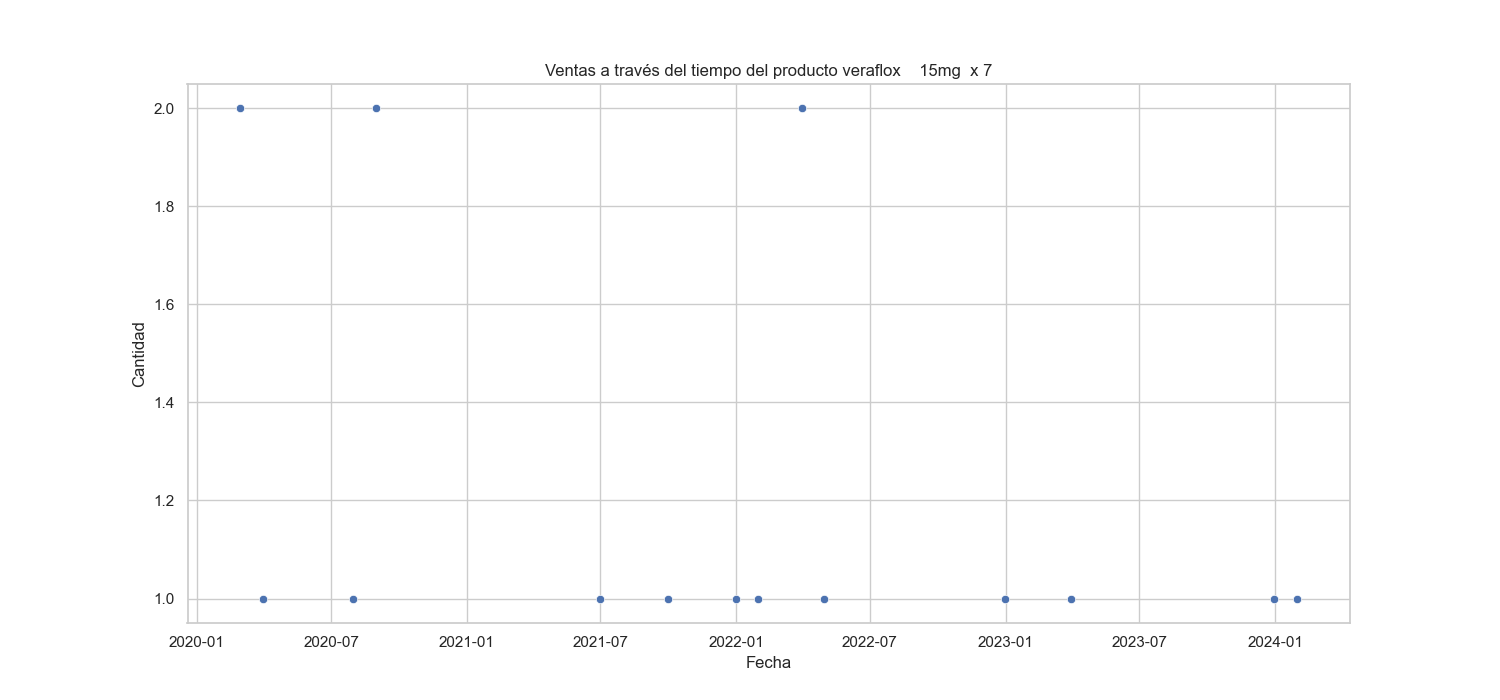 Ventas a través del tiempo del producto veraflox    15mg  x 7
2.0
1.8
1.6
1.4
1.2
1.0
Cantidad
2020-01 2020-07 2021-01 2021-07 2022-01 2022-07 2023-01 2023-07 2024-01
Fecha